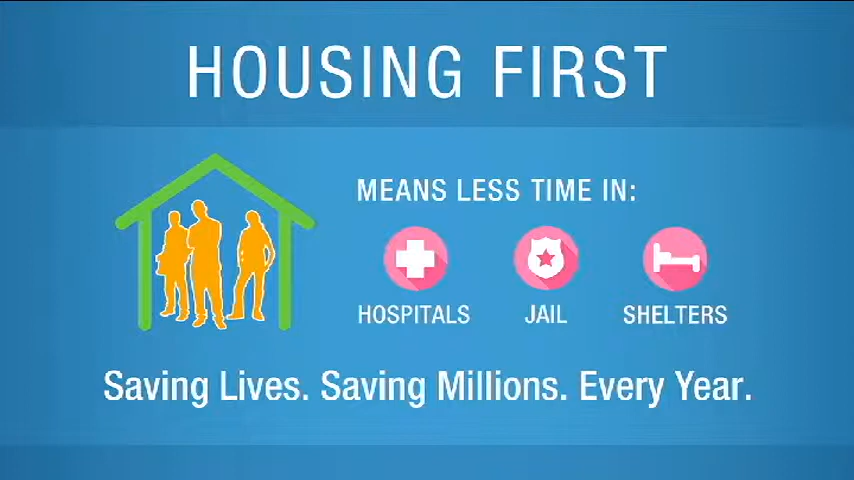 HOUSING FIRST
MEANS LESS TIME IN:
HOSPITALS JAIL SHELTERS
Saving Lives. Saving Millions. Every Year.